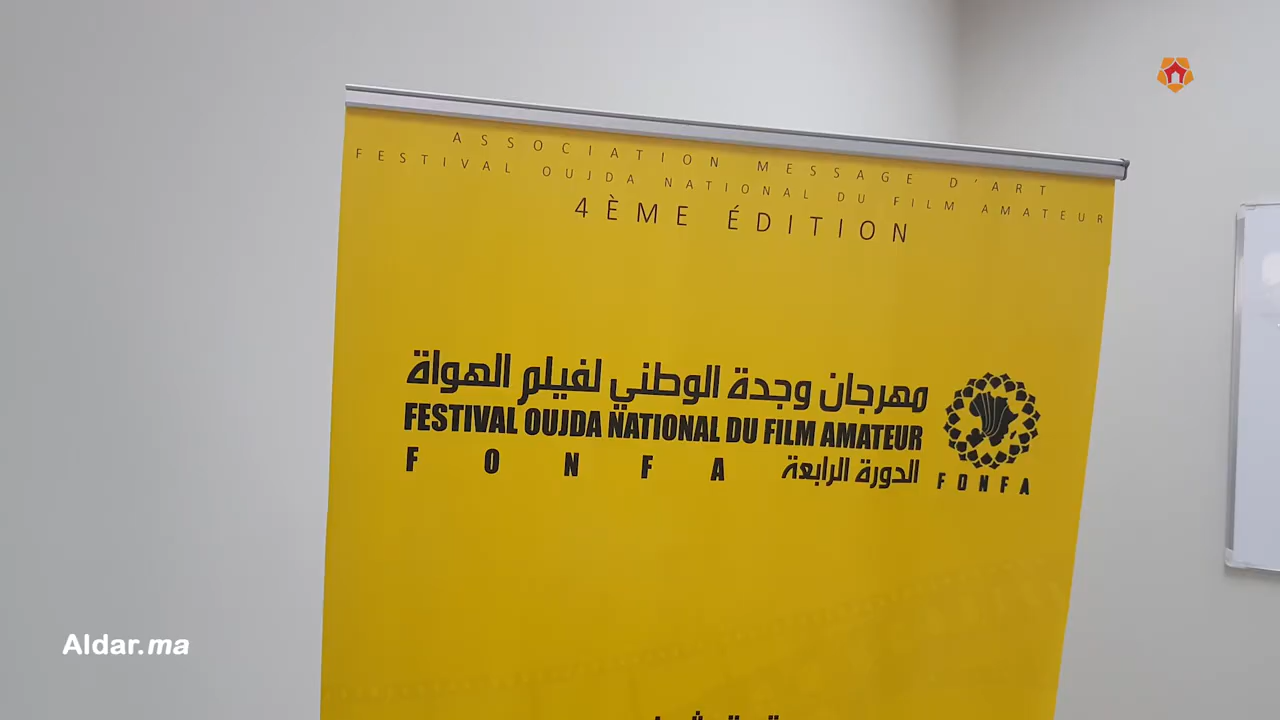 ASSOCIATION MESSAGE D'ART
FESTIVAL OUJDA NATIONAL DU FILM AMATEUR
4ÈME ÉDITION
مهرجان وجدة الوطني لفيلم الهواة
FESTIVAL OUJDA NATIONAL DU FILM AMATEUR
FONFA الدورة الرابعة
FONFA
Aldar.ma